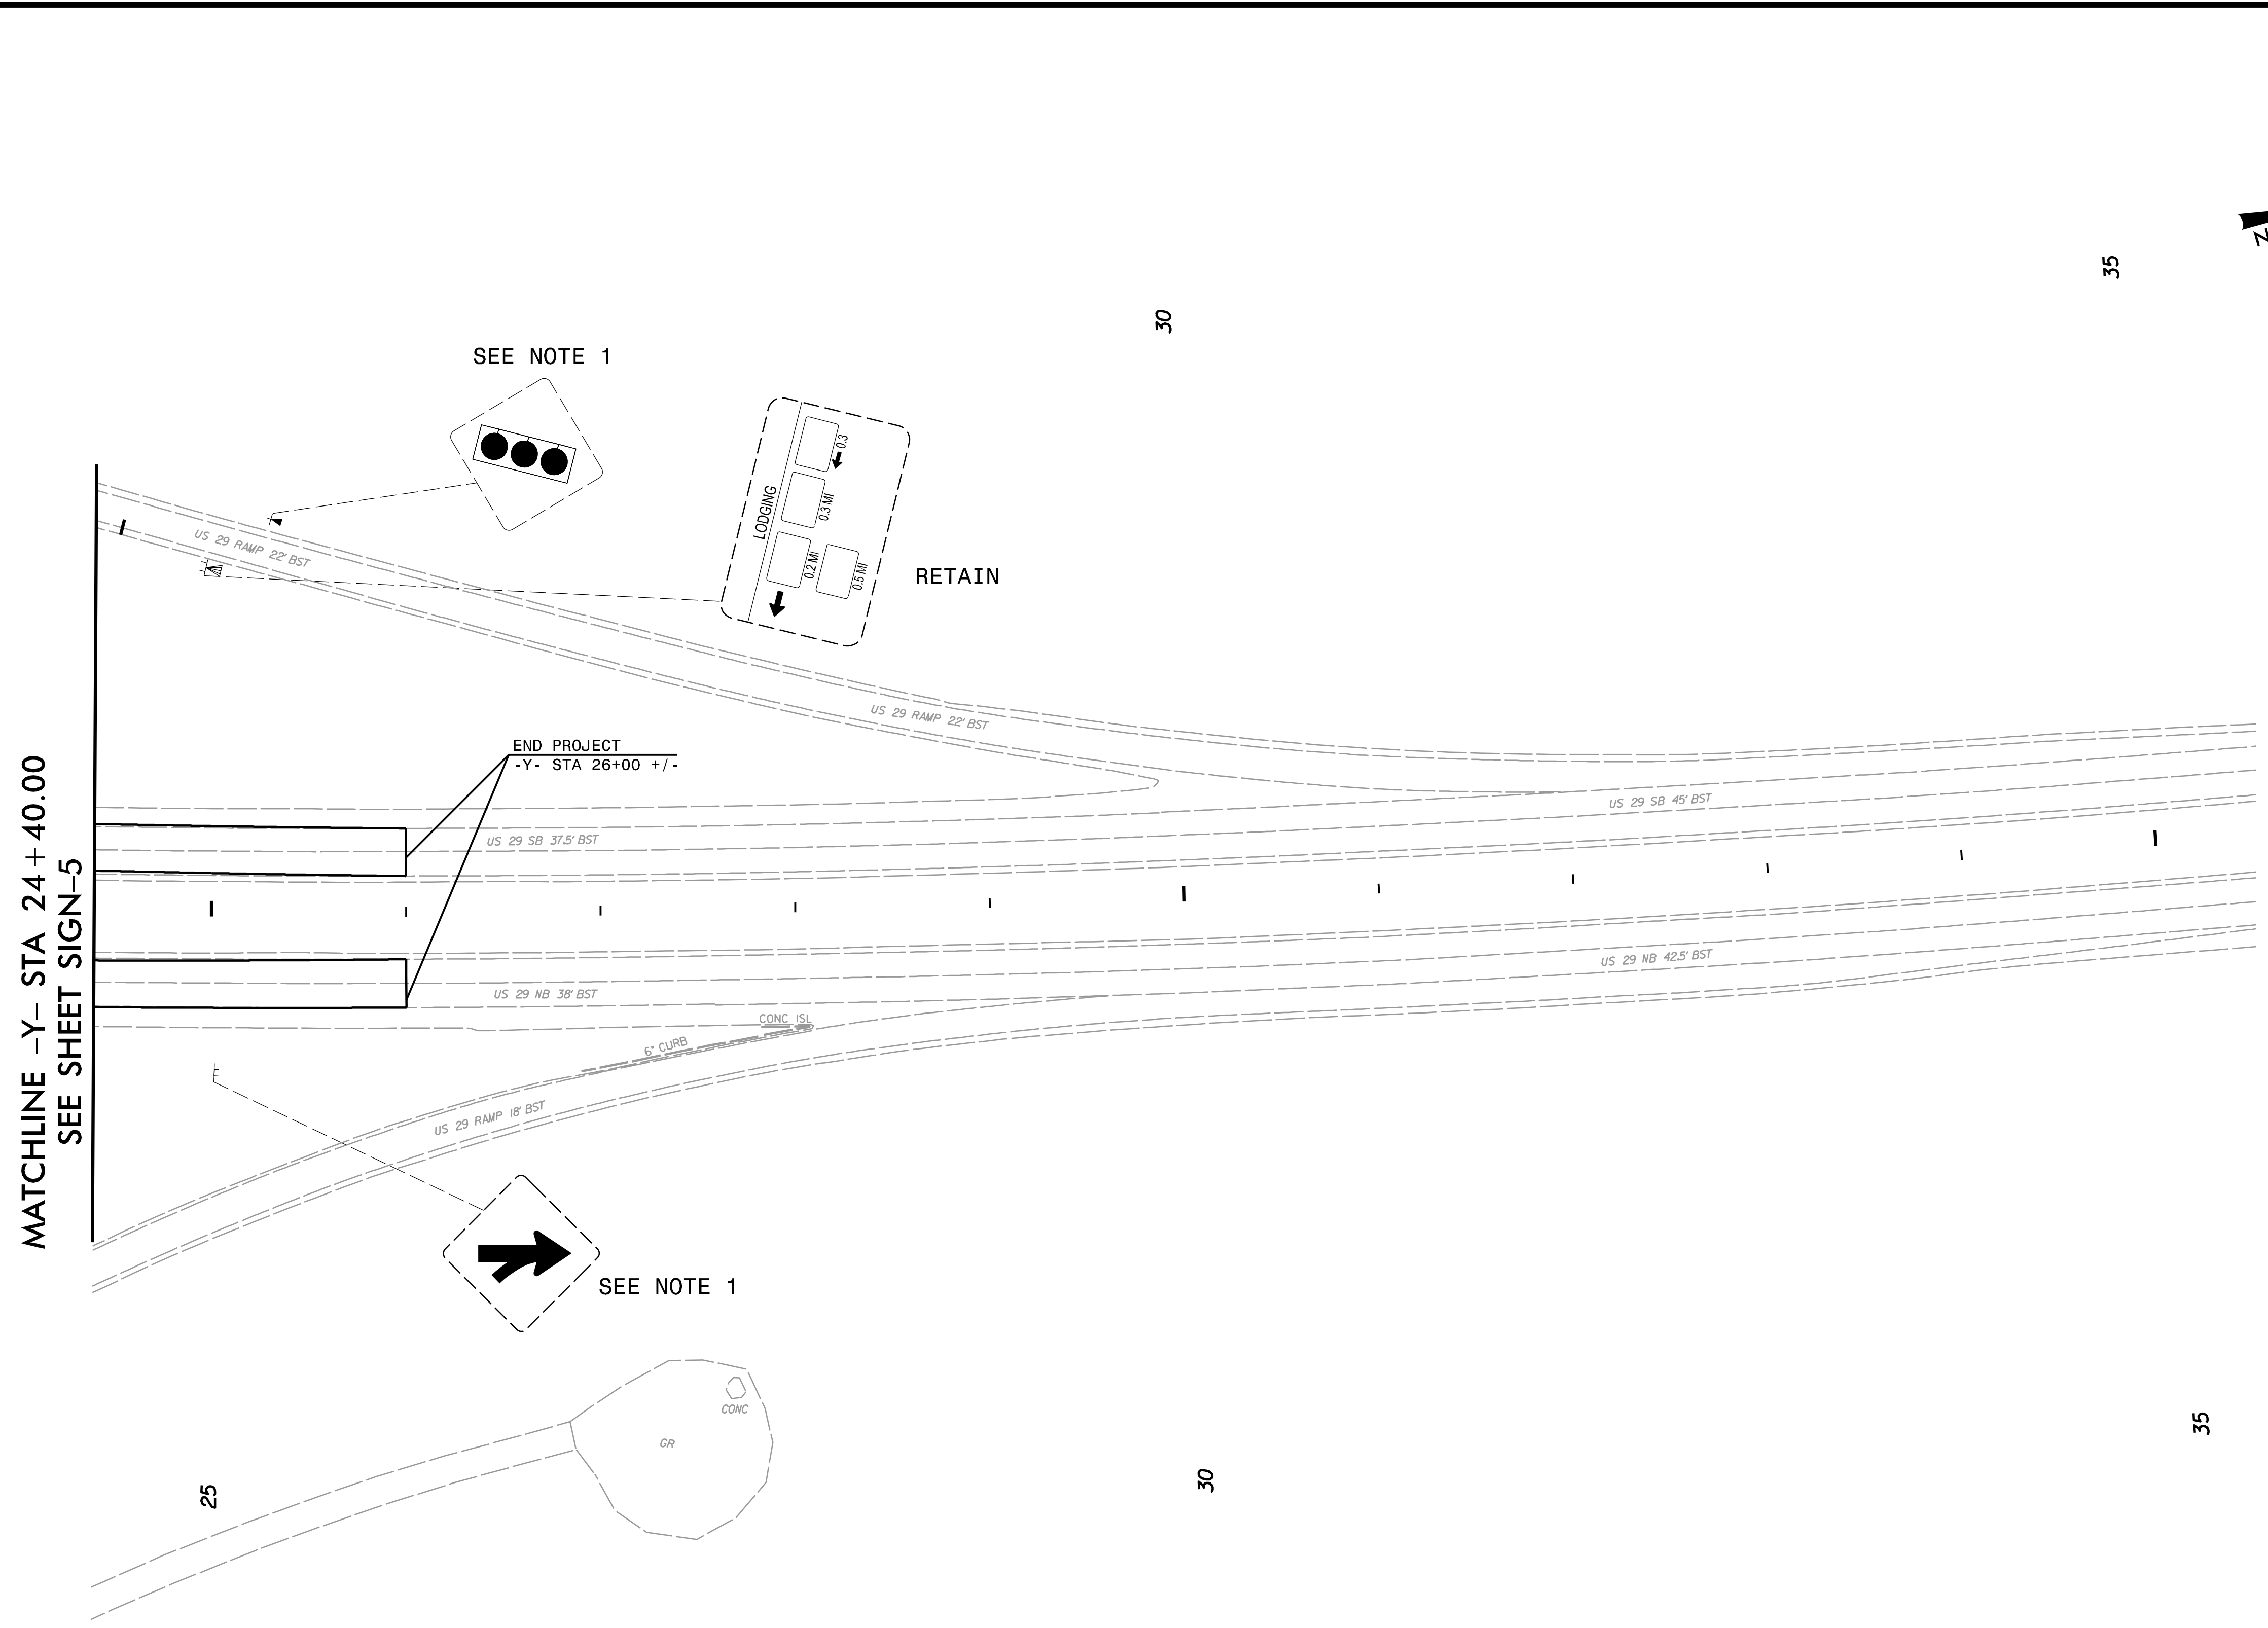 MATCHLINE -Y- STA 24+40.00
SEE SHEET SIGN-5
35
30
SEE NOTE 1
LODGING
0.3
0.3 MI
0.2 MI
0.5 MI
RETAIN
US 29 RAMP 22' BST
US 29 RAMP 22' BST
END PROJECT
-Y- STA 26+00 +/-
US 29 SB 45' BST
US 29 SB 37.5' BST
US 29 NB 42.5' BST
US 29 NB 38' BST
CONC ISL
6" CURB
US 29 RAMP 18' BST
SEE NOTE 1
CONC
GR
25
30
35